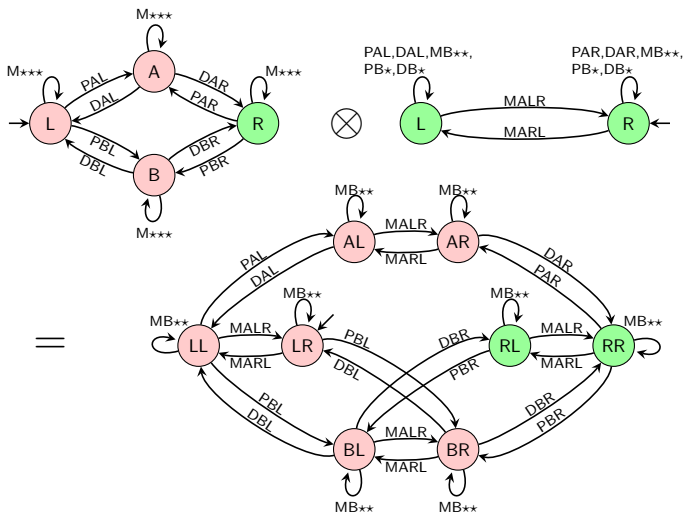 M⋆⋆⋆
M⋆⋆⋆ PAL A DAR M⋆⋆⋆
DAL PAR
L R
PBL DBR
DBL B PBR
M⋆⋆⋆
⊗
PAL,DAL,MB⋆⋆, PAR,DAR,MB⋆⋆,
PB⋆,DB⋆ PB⋆,DB⋆
MALR
L R
MARL
MB⋆⋆ MB⋆⋆
MALR
AL AR
MARL
PAL DAR
DAL PAR
=
MB⋆⋆ MB⋆⋆ MB⋆⋆ MB⋆⋆
MALR PBL DBR MALR
LL LR RL RR
MARL DBL PBR MARL
PBL DBR
DBL PBR
MALR
BL BR
MARL
MB⋆⋆ MB⋆⋆